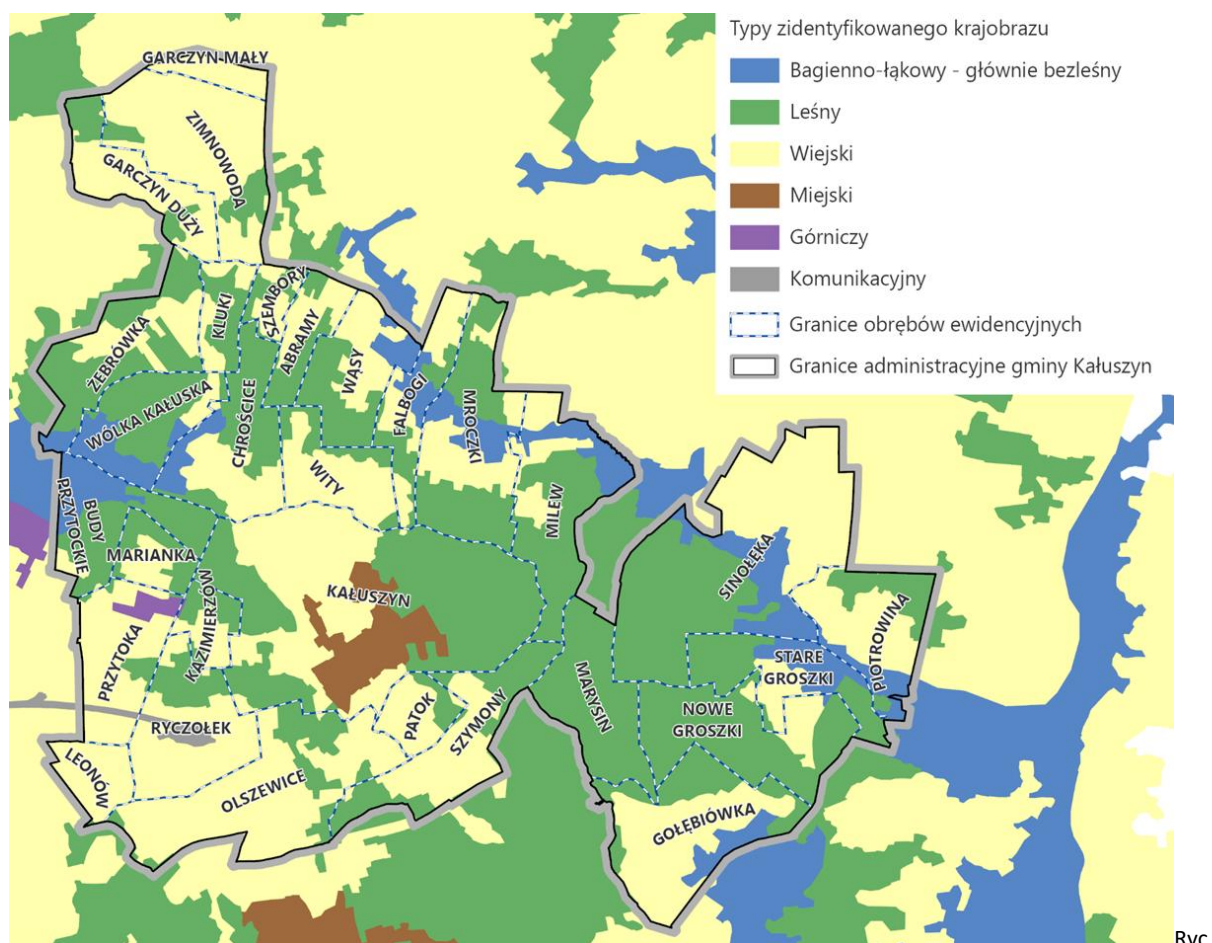 Typy zidentyfikowanego krajobrazu
Bagienno-łąkowy - głównie bezleśny
Leśny
Wiejski
Miejski
Górniczy
Komunikacyjny
Granice obrębów ewidencyjnych
Granice administracyjne gminy Kałuszyn
GARCZYN MAŁY
ZIMNOWODA
GARCZYN DUŻY
SZEMBORY
KLUKI
ABRAMY
ŻEBRÓWKA
WĄSY
FALBOGI
MROCZKI
WÓLKA KAŁUSKA
CHROŚCICE
WITY
MILEW
BUDY
PRZYTOCKIE
MARIANKA
SINOŁĘKA
KAŁUSZYN
KAZIMIERZÓW
PIOTROWINA
PRZYTOKA
STARE
GROSZKI
MARYSIN
NOWE
GROSZKI
PATOK
SZYMONY
RYCZOŁEK
LEONÓW
OLSZEWICE
GOŁĘBIÓWKA
Ryc